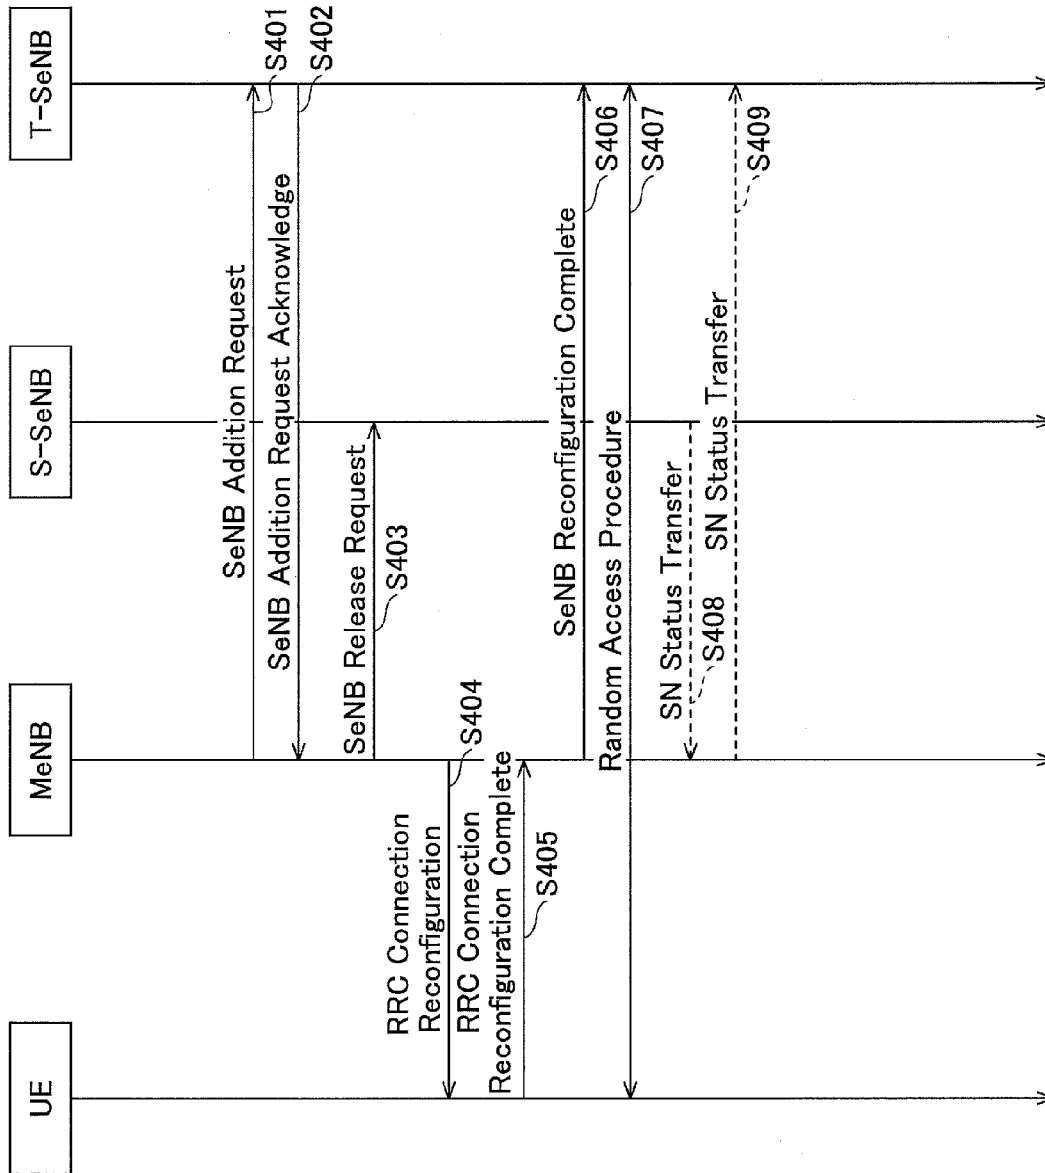 UE
MeNB
S-SeNB
T-SeNB
SeNB Addition Request
S401
SeNB Addition Request Acknowledge
S402
SeNB Release Request
S403
RRC Connection
Reconfiguration
S404
RRC Connection
Reconfiguration Complete
S405
SeNB Reconfiguration Complete
S406
Random Access Procedure
S407
SN Status Transfer
S408
SN Status Transfer
S409